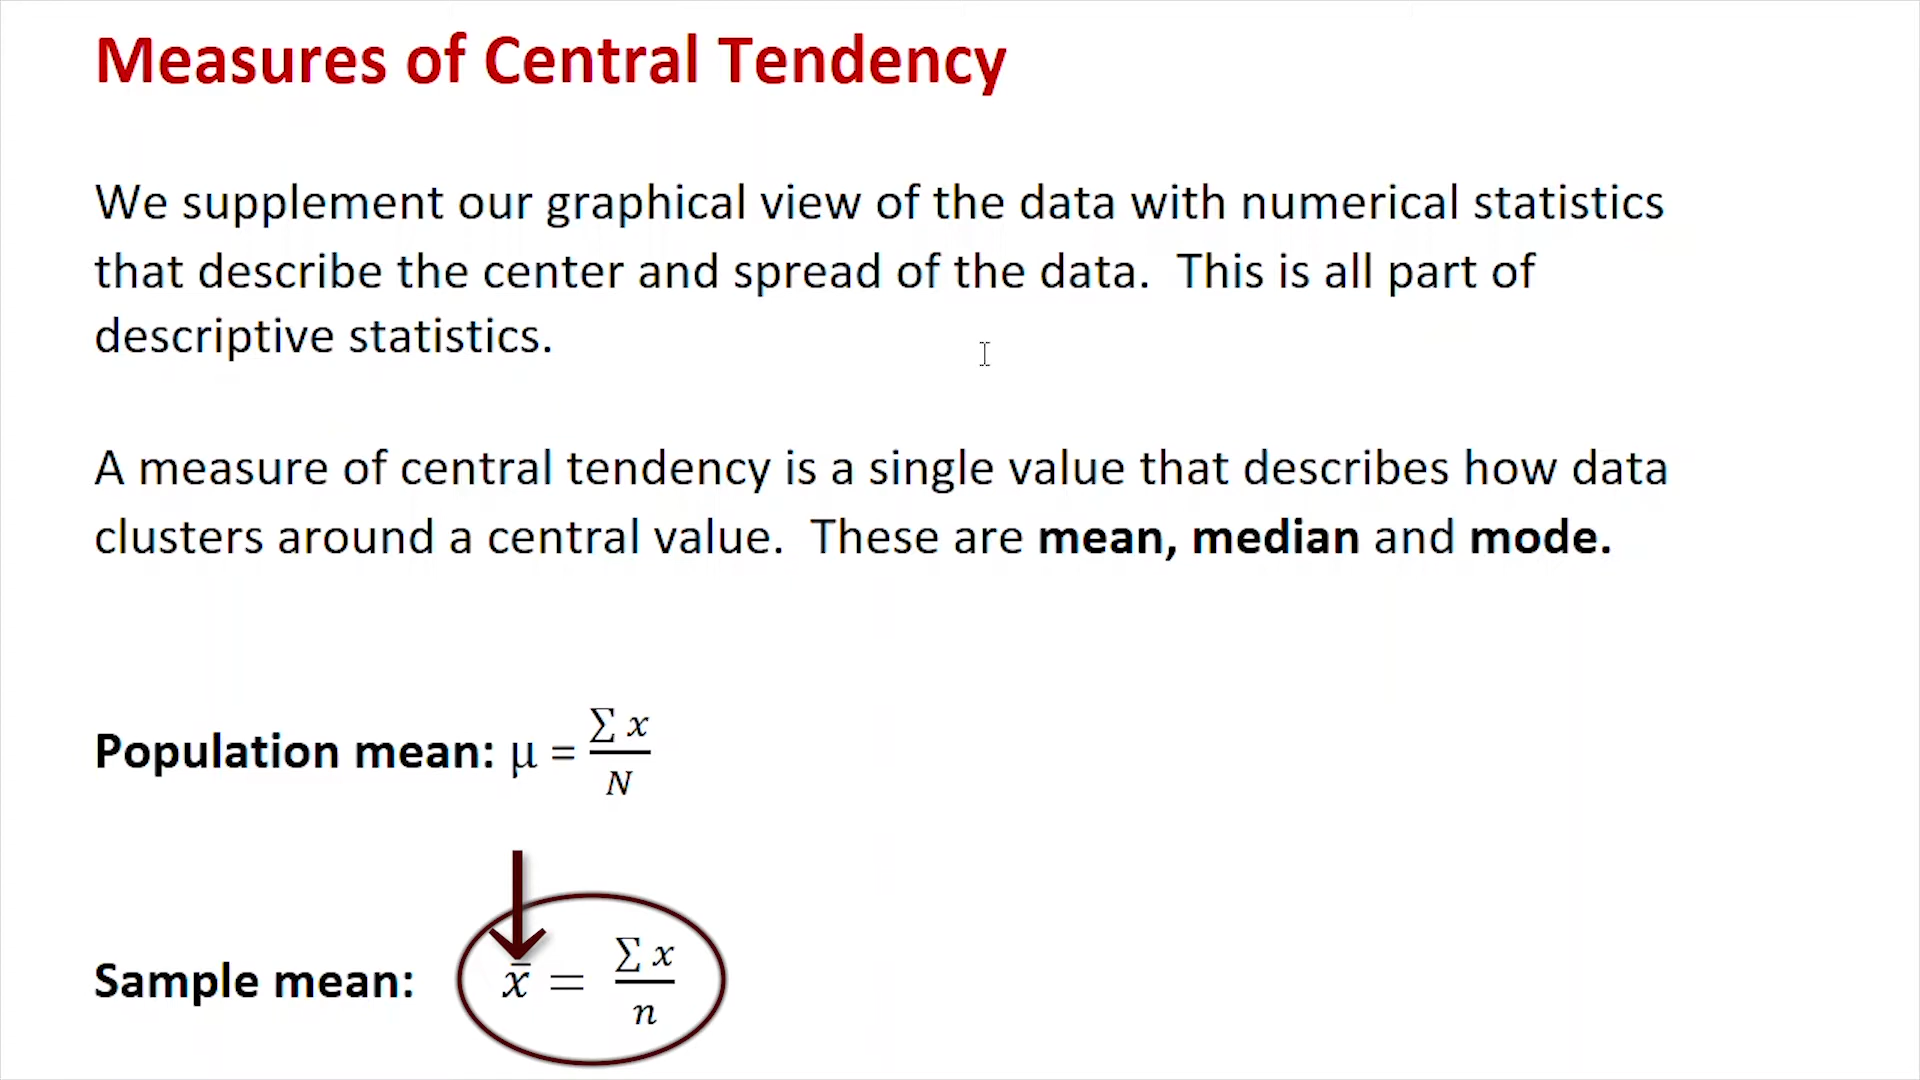 Measures of Central Tendency
We supplement our graphical view of the data with numerical statistics
that describe the center and spread of the data.  This is all part of
descriptive statistics.
A measure of central tendency is a single value that describes how data
clusters around a central value.  These are mean, median and mode.
Population mean: μ = ∑ x / N
Sample mean: x̄ = ∑ x / n